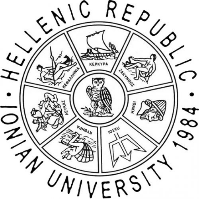 HELLENIC REPUBLIC
IONIAN UNIVERSITY 1984
ΚΕΡΚΥΡΑ